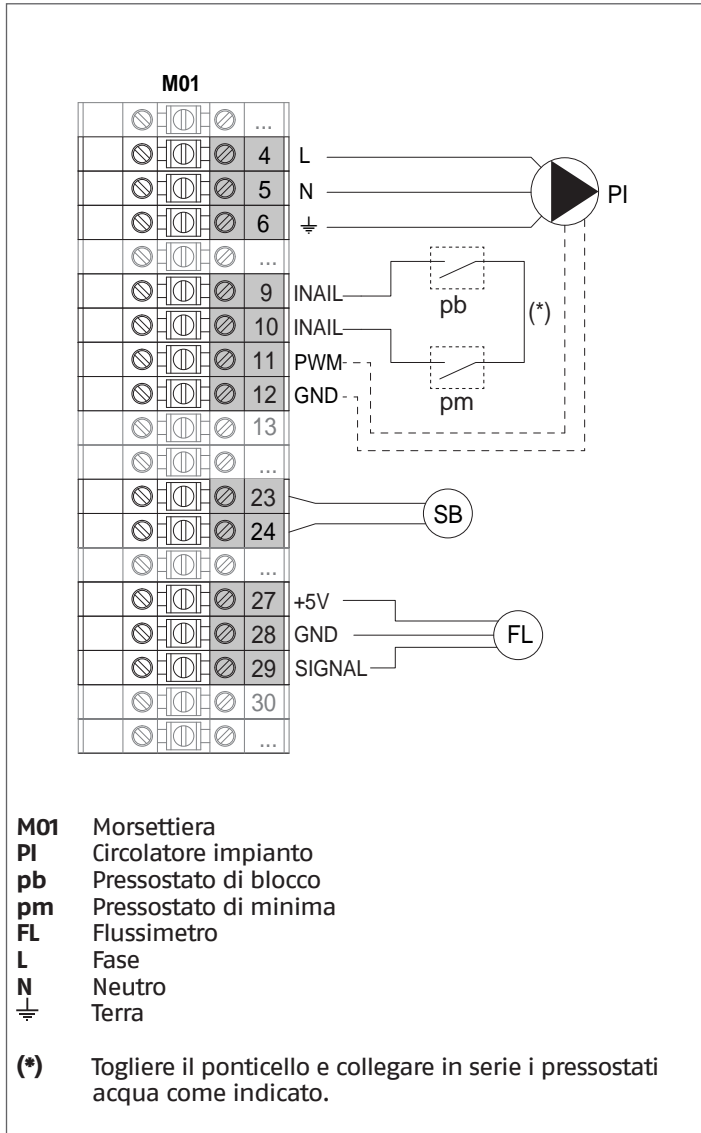 M01
...
4 L
5 N
PI
6 ⏚
...
9 INAIL
pb
(*)
10 INAIL
11 PWM
pm
12 GND
13
...
23
SB
24
...
27 +5V
28 GND
FL
29 SIGNAL
30
...
M01 Morsettiera
PI Circolatore impianto
pb Pressostato di blocco
pm Pressostato di minima
FL Flussimetro
L Fase
N Neutro
⏚ Terra
(*) Togliere il ponticello e collegare in serie i pressostati
acqua come indicato.